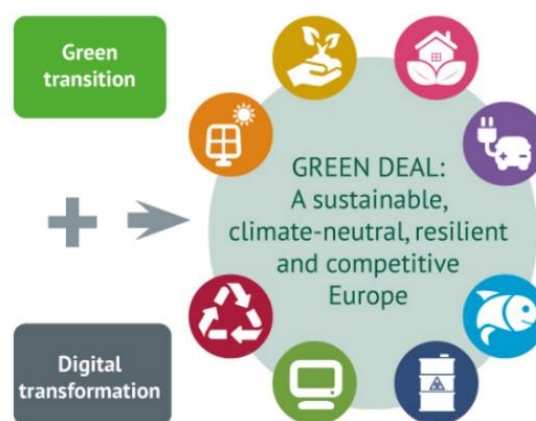 Green
transition
GREEN DEAL:
A sustainable,
climate-neutral, resilient
and competitive
Europe
Digital
transformation